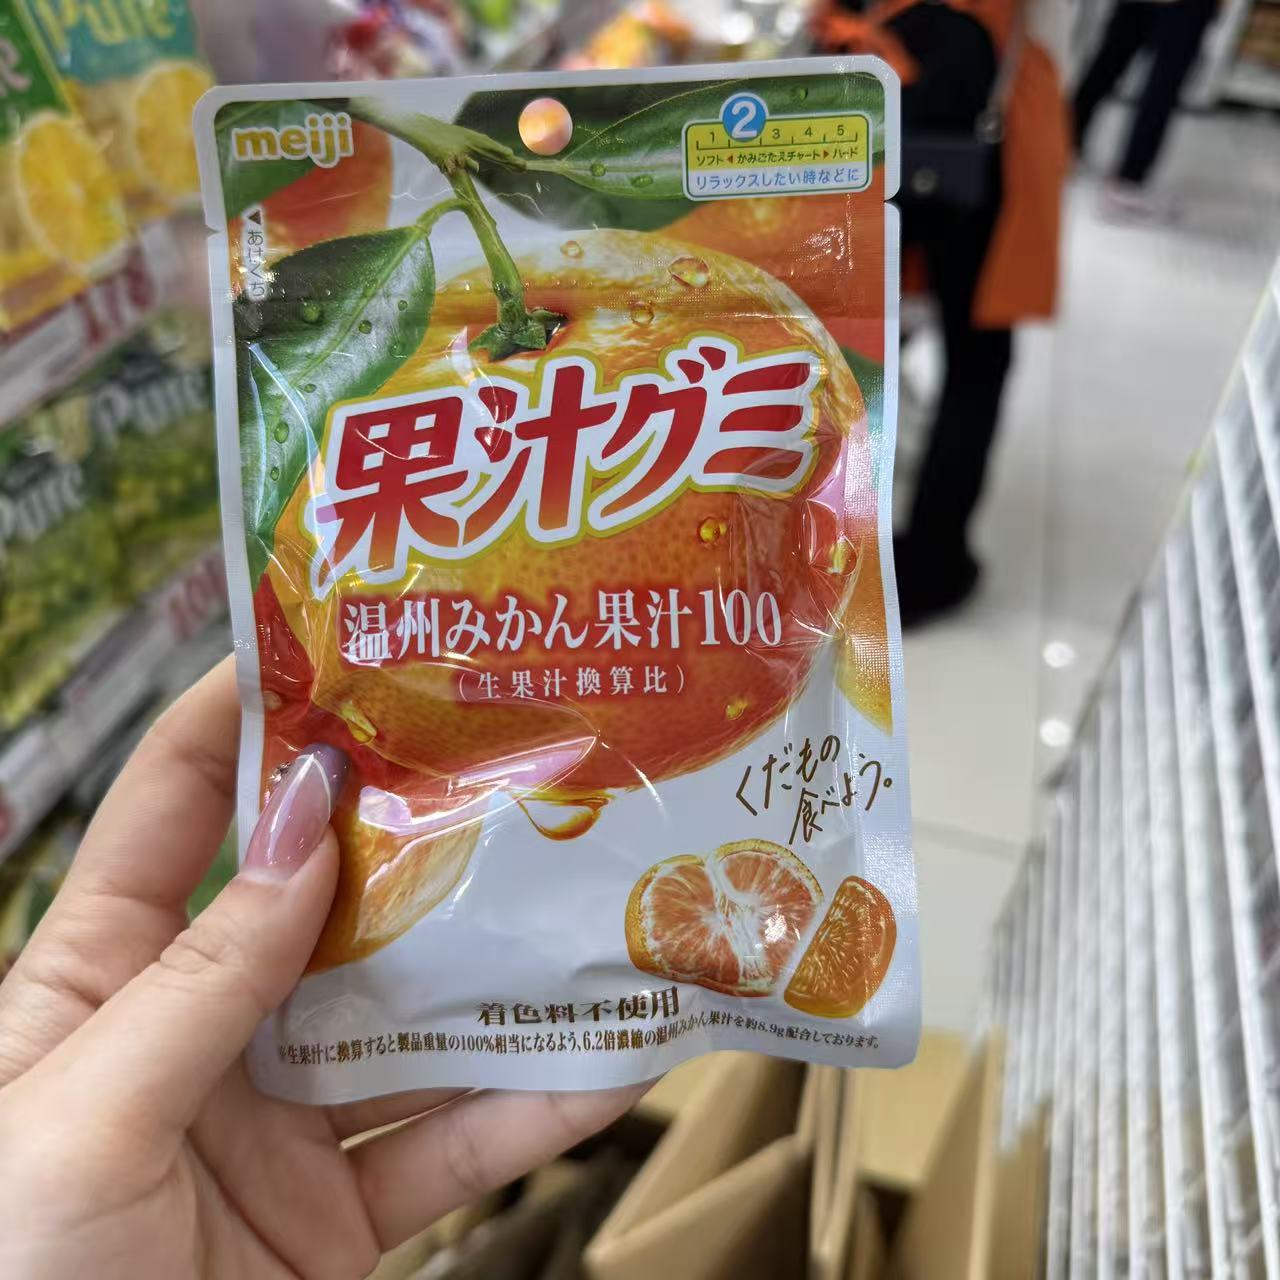 Pure
meiji
1 2 3 4 5
ソフト◀かみごたえチャート▶ハード
リラックスしたい時などに
◀あけくち
178
Pure
Pure
果汁グミ
温州みかん果汁100
(生果汁換算比)
くだもの
食べよう。
着色料不使用
※生果汁に換算すると製品重量の100%相当になるよう、6.2倍濃縮の温州みかん果汁を約8.9g配合しております。